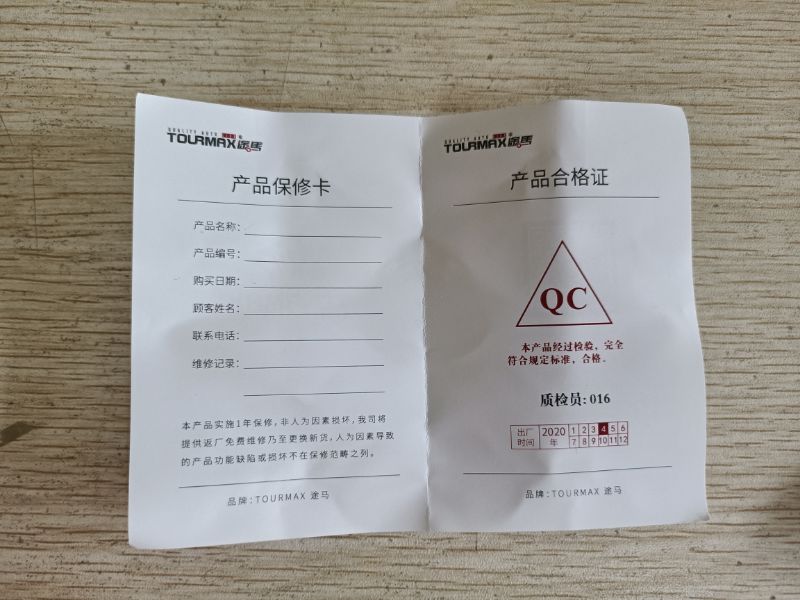 QUALITY AUTO
TOURMAX途马
产品保修卡
产品名称:
产品编号:
购买日期:
顾客姓名:
联系电话:
维修记录:
本产品实施1年保修,非人为因素损坏,我司将
提供返厂免费维修乃至更换新货,人为因素导致
的产品功能缺陷或损坏不在保修范畴之列。
品牌:TOURMAX 途马
QUALITY AUTO
TOURMAX途马
产品合格证
QC
本产品经过检验,完全
符合规定标准,合格。
质检员:016
出厂时间 2020年 1 2 3 4 5 6
7 8 9 10 11 12
品牌:TOURMAX 途马